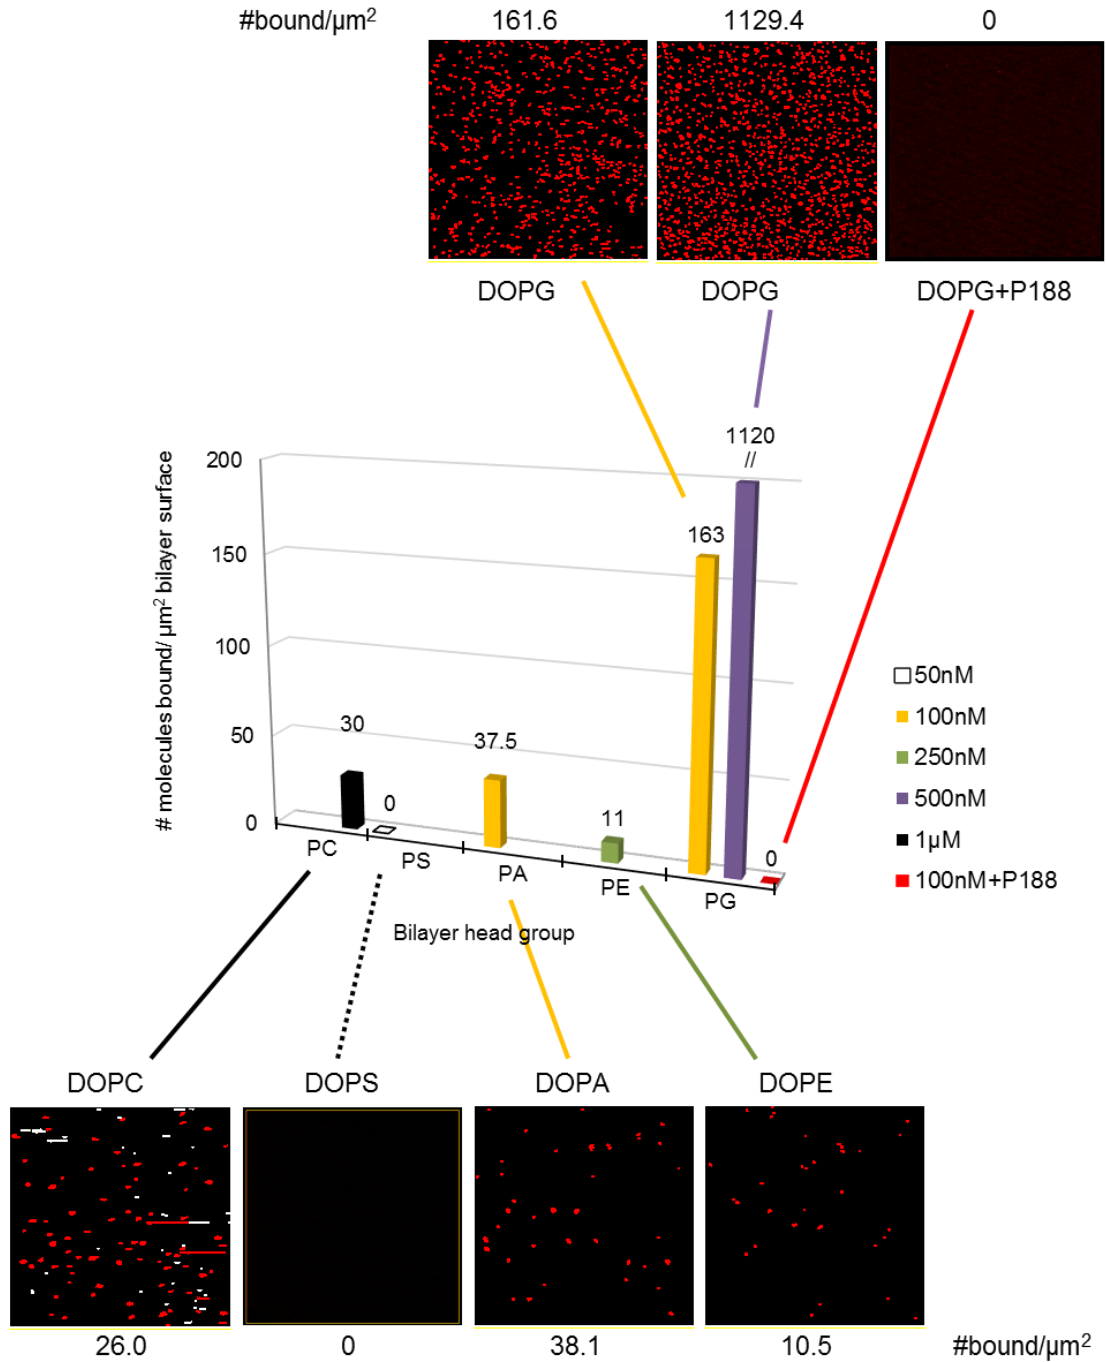 #bound/µm² 161.6 1129.4 0
DOPG DOPG DOPG+P188
# molecules bound/ µm² bilayer surface
200
150
100
50
0
1120
//
163
30
37.5
0
11
0
PC PS PA PE PG
Bilayer head group
50nM
100nM
250nM
500nM
1µM
100nM+P188
DOPC DOPS DOPA DOPE
26.0 0 38.1 10.5 #bound/µm²